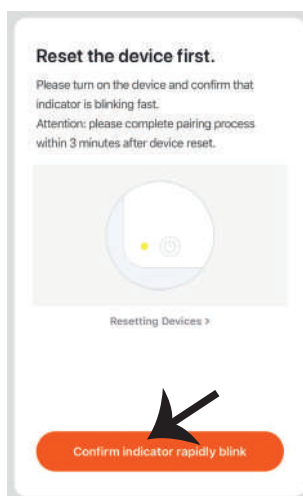 Reset the device first.
Please turn on the device and confirm that
indicator is blinking fast.
Attention: please complete pairing process
within 3 minutes after device reset.
Resetting Devices >
Confirm indicator rapidly blink